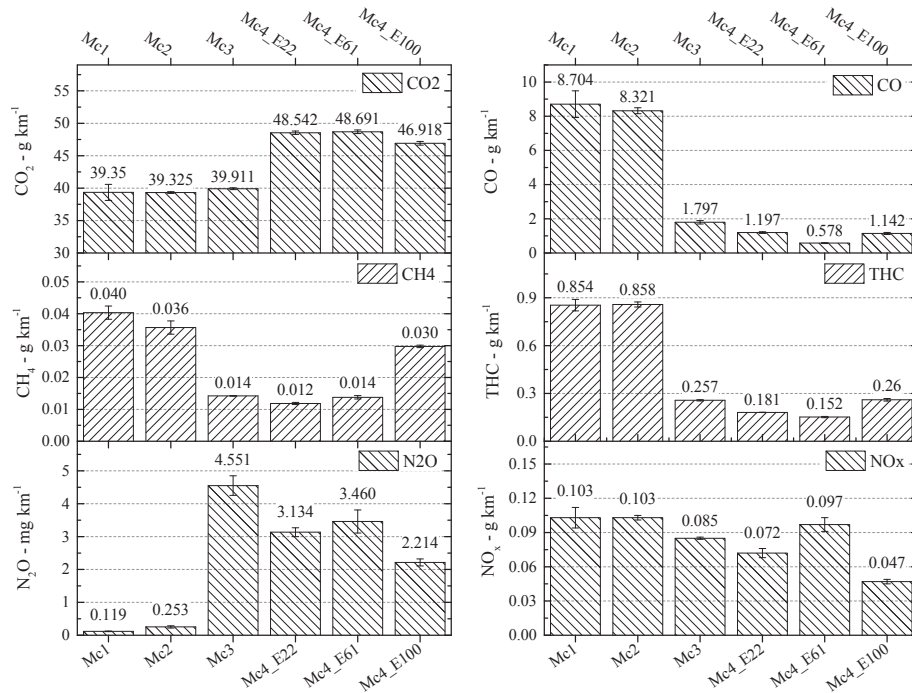 Mc1 Mc2 Mc3 Mc4_E22 Mc4_E61 Mc4_E100
CO2
CO2 - g km-1
55
50
45
40
35
30
39.35 39.325 39.911 48.542 48.691 46.918
CH4
CH4 - g km-1
0.05
0.04
0.03
0.02
0.01
0.00
0.040 0.036 0.014 0.012 0.014 0.030
N2O
N2O - mg km-1
5
4
3
2
1
0
0.119 0.253 4.551 3.134 3.460 2.214
Mc1 Mc2 Mc3 Mc4_E22 Mc4_E61 Mc4_E100
Mc1 Mc2 Mc3 Mc4_E22 Mc4_E61 Mc4_E100
CO
CO - g km-1
10
8
6
4
2
0
8.704 8.321 1.797 1.197 0.578 1.142
THC
THC - g km-1
0.9
0.6
0.3
0.0
0.854 0.858 0.257 0.181 0.152 0.26
NOx
NOx - g km-1
0.15
0.12
0.09
0.06
0.03
0.00
0.103 0.103 0.085 0.072 0.097 0.047
Mc1 Mc2 Mc3 Mc4_E22 Mc4_E61 Mc4_E100